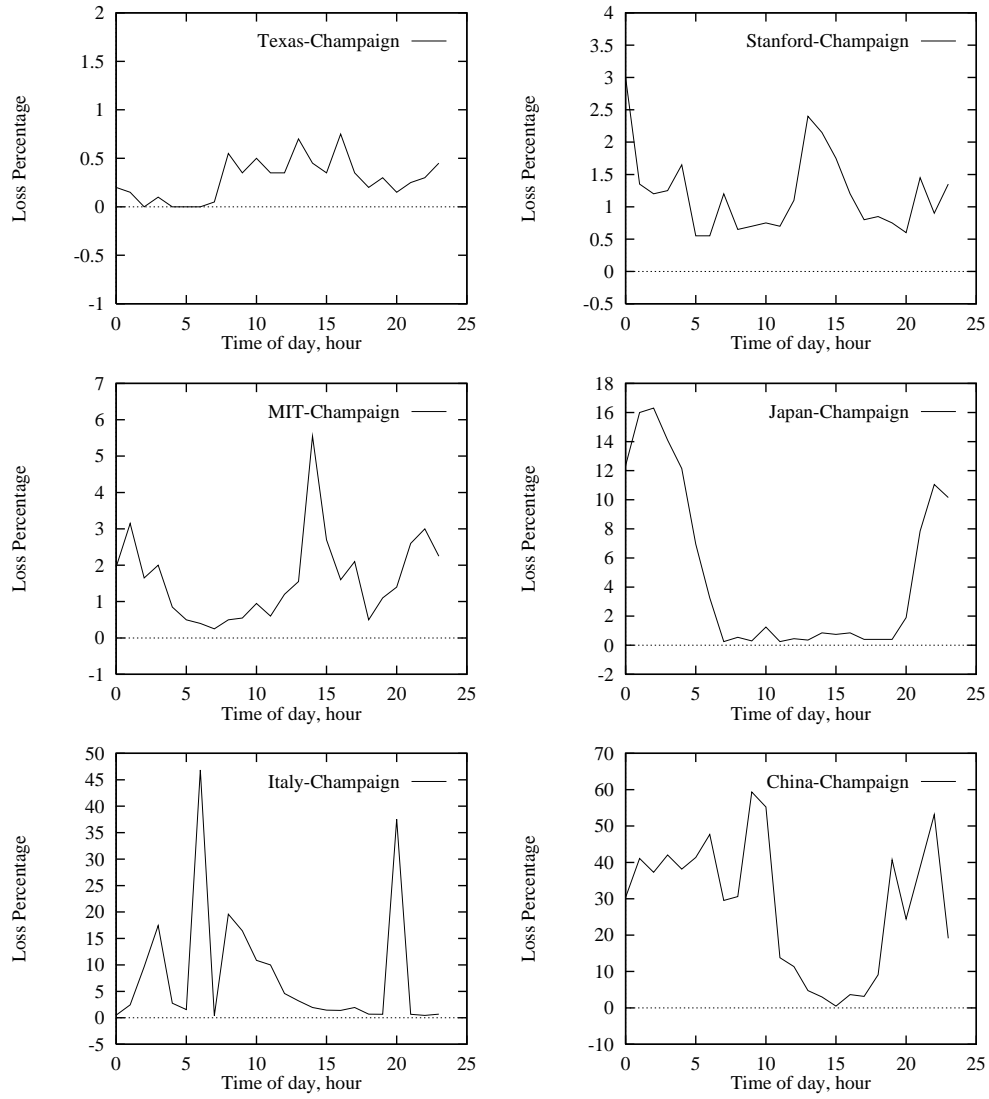 Texas-Champaign
Loss Percentage
2
1.5
1
0.5
0
-0.5
-1
0 5 10 15 20 25
Time of day, hour
Stanford-Champaign
Loss Percentage
4
3.5
3
2.5
2
1.5
1
0.5
0
-0.5
0 5 10 15 20 25
Time of day, hour
MIT-Champaign
Loss Percentage
7
6
5
4
3
2
1
0
-1
0 5 10 15 20 25
Time of day, hour
Japan-Champaign
Loss Percentage
18
16
14
12
10
8
6
4
2
0
-2
0 5 10 15 20 25
Time of day, hour
Italy-Champaign
Loss Percentage
50
45
40
35
30
25
20
15
10
5
0
-5
0 5 10 15 20 25
Time of day, hour
China-Champaign
Loss Percentage
70
60
50
40
30
20
10
0
-10
0 5 10 15 20 25
Time of day, hour